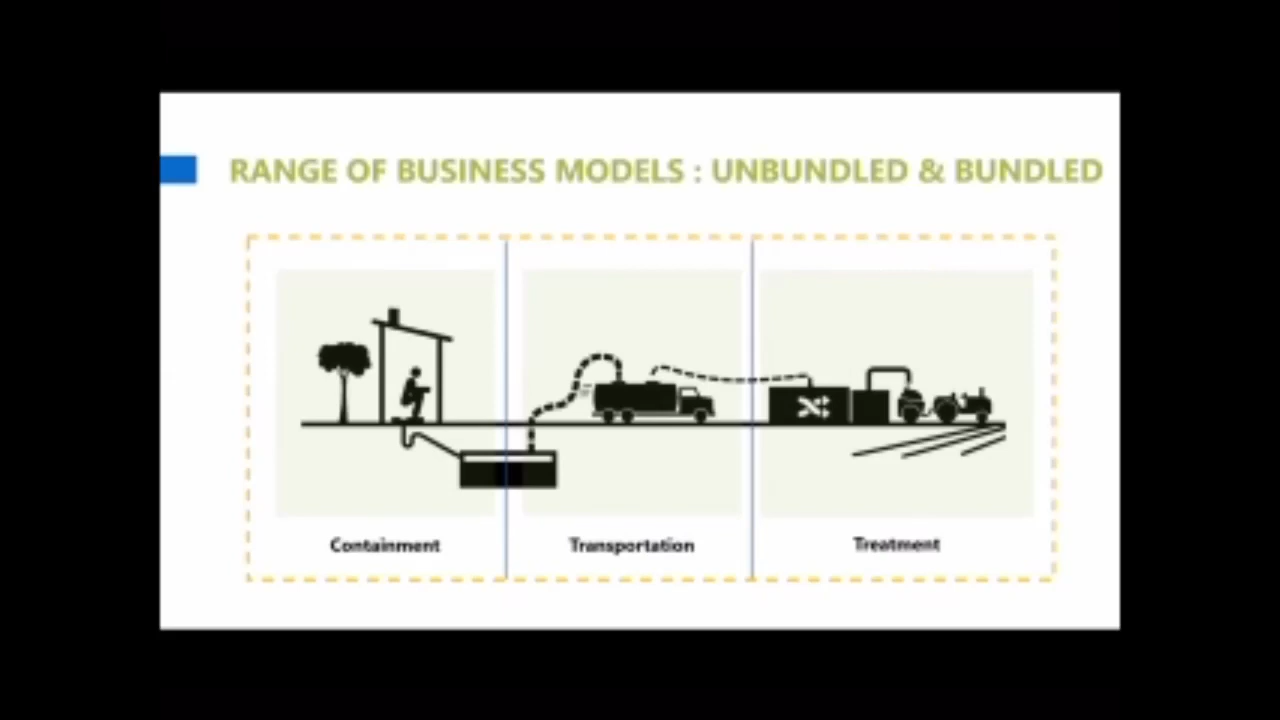 RANGE OF BUSINESS MODELS : UNBUNDLED & BUNDLED
Containment
Transportation
Treatment